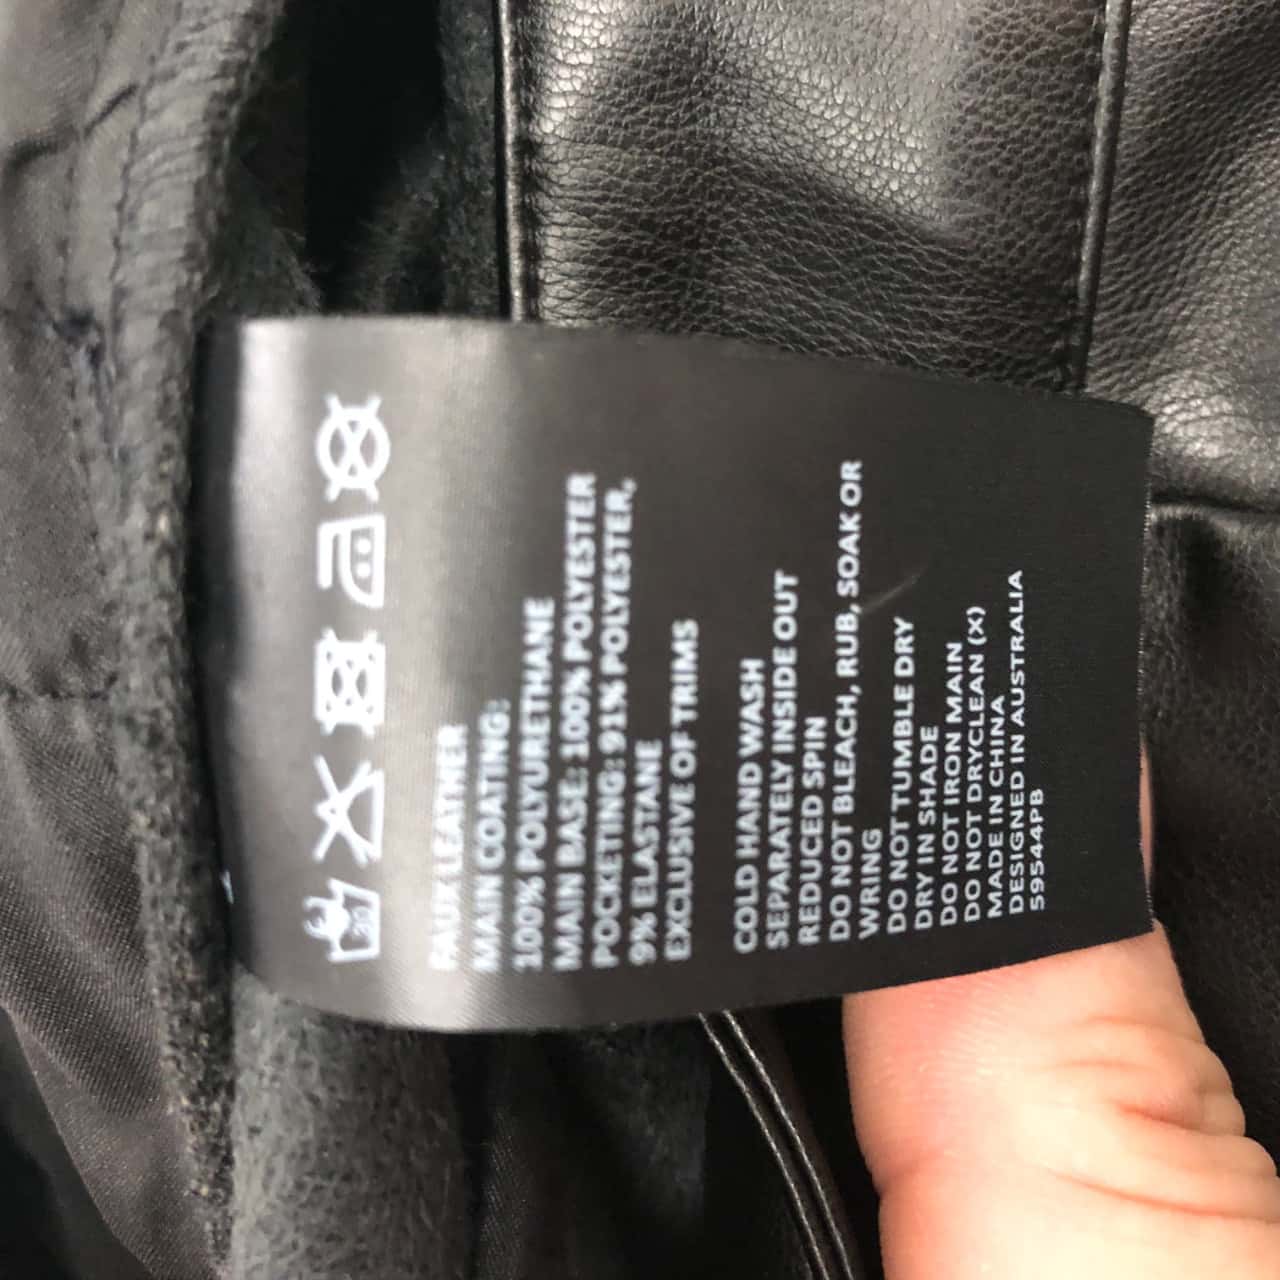 FAUX LEATHER
MAIN COATING:
100% POLYURETHANE
MAIN BASE: 100% POLYESTER
POCKETING: 91% POLYESTER,
9% ELASTANE
EXCLUSIVE OF TRIMS
COLD HAND WASH
SEPARATELY INSIDE OUT
REDUCED SPIN
DO NOT BLEACH, RUB, SOAK OR
WRING
DO NOT TUMBLE DRY
DRY IN SHADE
DO NOT IRON MAIN
DO NOT DRYCLEAN (X)
MADE IN CHINA
DESIGNED IN AUSTRALIA
59544PB